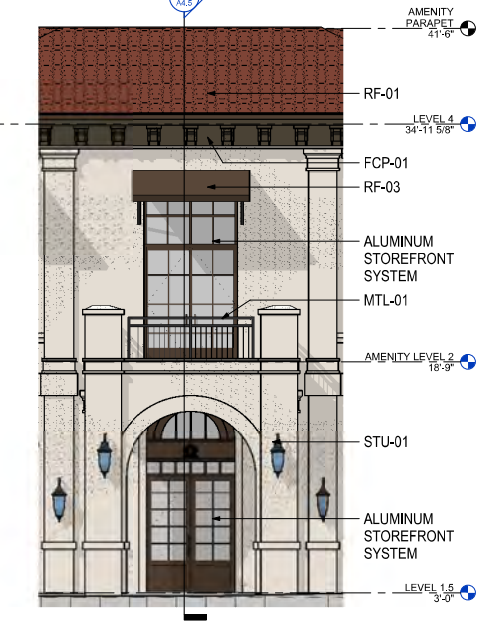 A4.5
AMENITY
PARAPET
41'-6"
RF-01
LEVEL 4
34'-11 5/8"
FCP-01
RF-03
ALUMINUM
STOREFRONT
SYSTEM
MTL-01
AMENITY LEVEL 2
18'-9"
STU-01
ALUMINUM
STOREFRONT
SYSTEM
LEVEL 1.5
3'-0"